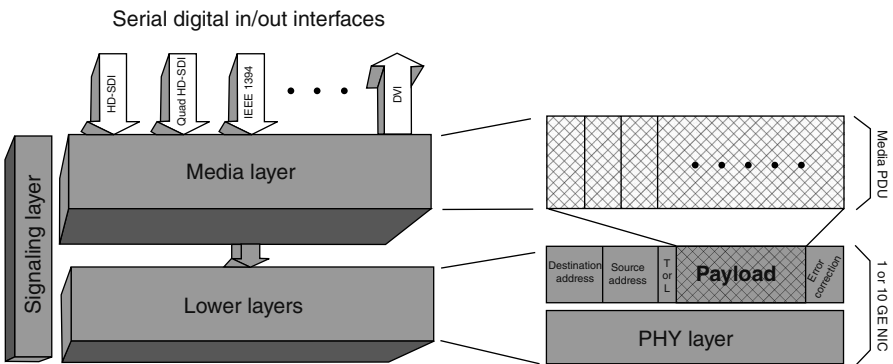 Serial digital in/out interfaces
HD-SDI
Quad HD-SDI
IEEE 1394
DVI
Signaling layer
Media layer
Lower layers
Media PDU
Destination
address
Source
address
T
or
L
Payload
Error
correction
PHY layer
1 or 10 GE NIC